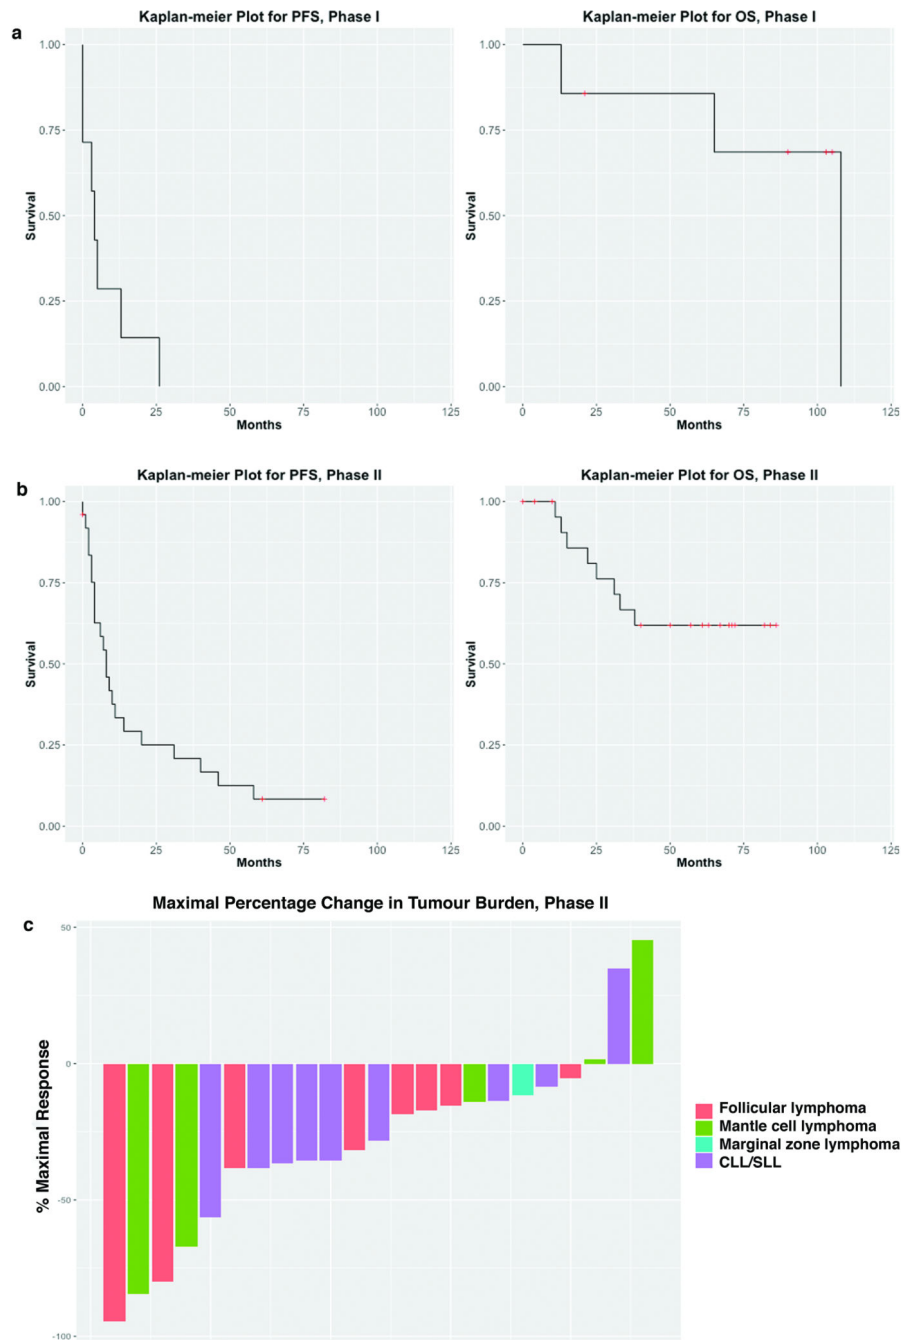 a
Kaplan-meier Plot for PFS, Phase I
Survival
1.00
0.75
0.50
0.25
0.00
0 25 50 75 100 125
Months
Kaplan-meier Plot for OS, Phase I
Survival
1.00
0.75
0.50
0.25
0.00
0 25 50 75 100 125
Months
b
Kaplan-meier Plot for PFS, Phase II
Survival
1.00
0.75
0.50
0.25
0.00
0 25 50 75 100 125
Months
Kaplan-meier Plot for OS, Phase II
Survival
1.00
0.75
0.50
0.25
0.00
0 25 50 75 100 125
Months
Maximal Percentage Change in Tumour Burden, Phase II
c
% Maximal Response
50
0
-50
-100
Follicular lymphoma
Mantle cell lymphoma
Marginal zone lymphoma
CLL/SLL